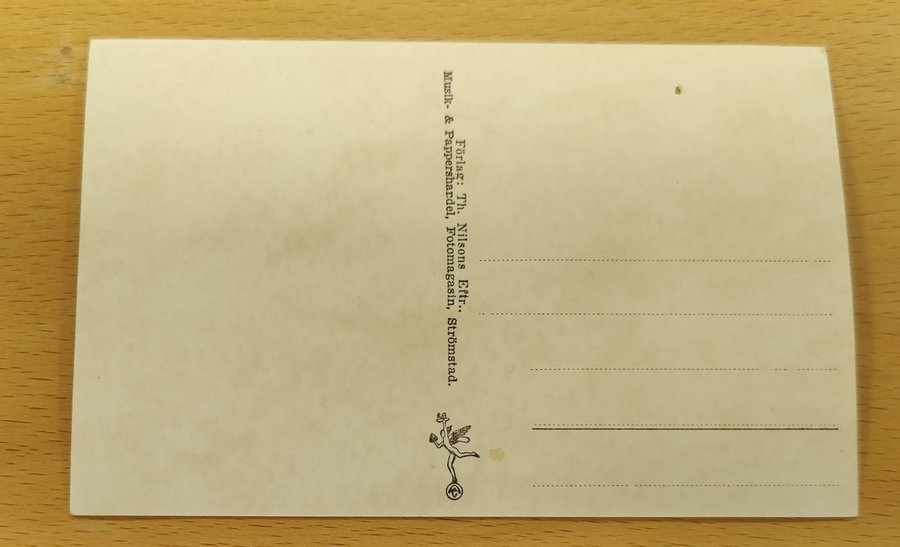 Förlag: Th. Nilsons Eftr.,
Musik- & Pappershandel, Fotomagasin, Strömstad.